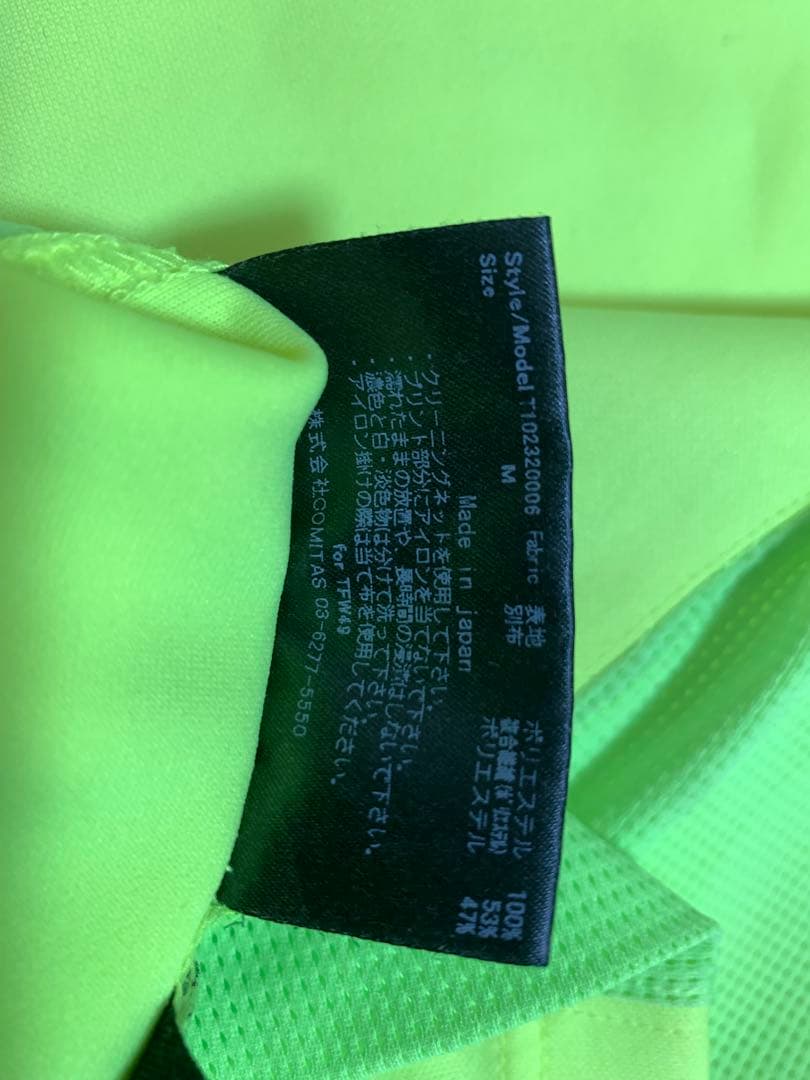 Style/Model T102320006 Fabric 表地 ポリエステル 100%
Size M 別布 複合繊維(ポリエステル) 53%
ポリエステル 47%
Made in Japan
・クリーニングネットを使用して下さい。
・プリント部分にアイロンを当てないで下さい。
・濡れたままの放置や、長時間の浸漬はしないで下さい。
・濃色と白・淡色物は分けて洗って下さい。
アイロン掛けの際は当て布を使用してください。
for TFW49
株式会社COMITAS 03-6277-5550